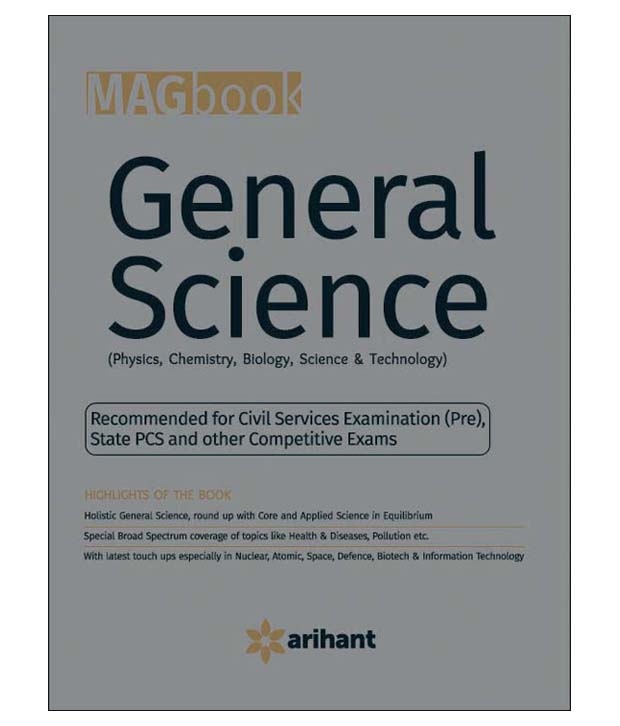 MAGbook
General
Science
(Physics, Chemistry, Biology, Science & Technology)
Recommended for Civil Services Examination (Pre),
State PCS and other Competitive Exams
HIGHLIGHTS OF THE BOOK
Holistic General Science, round up with Core and Applied Science in Equilibrium
Special Broad Spectrum coverage of topics like Health & Diseases, Pollution etc.
With latest touch ups especially in Nuclear, Atomic, Space, Defence, Biotech & Information Technology
arihant